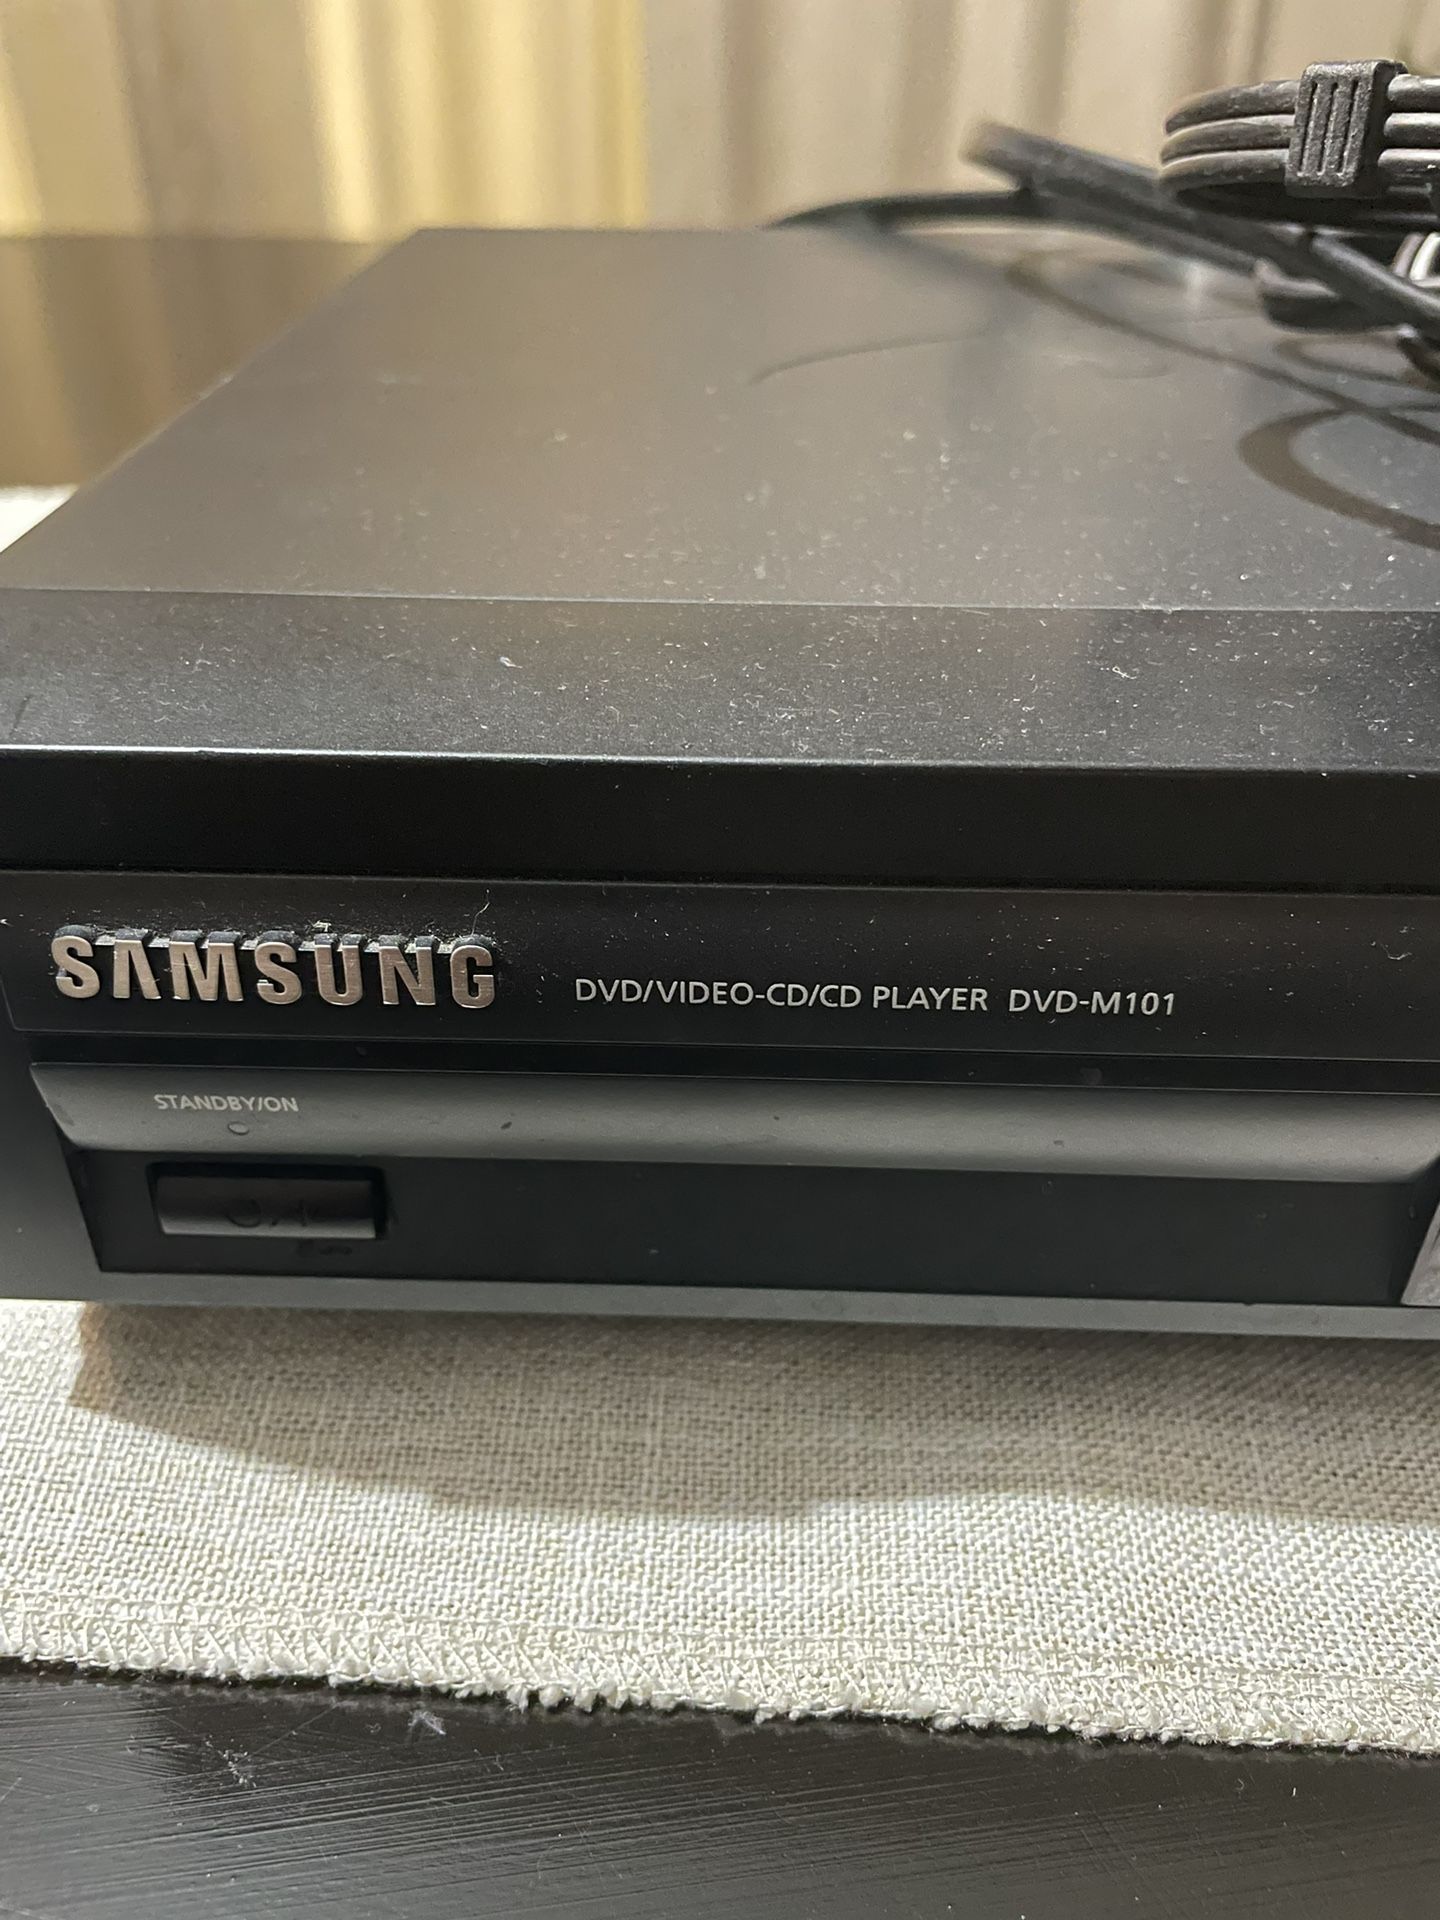 SAMSUNG DVD/VIDEO-CD/CD PLAYER DVD-M101
STANDBY/ON